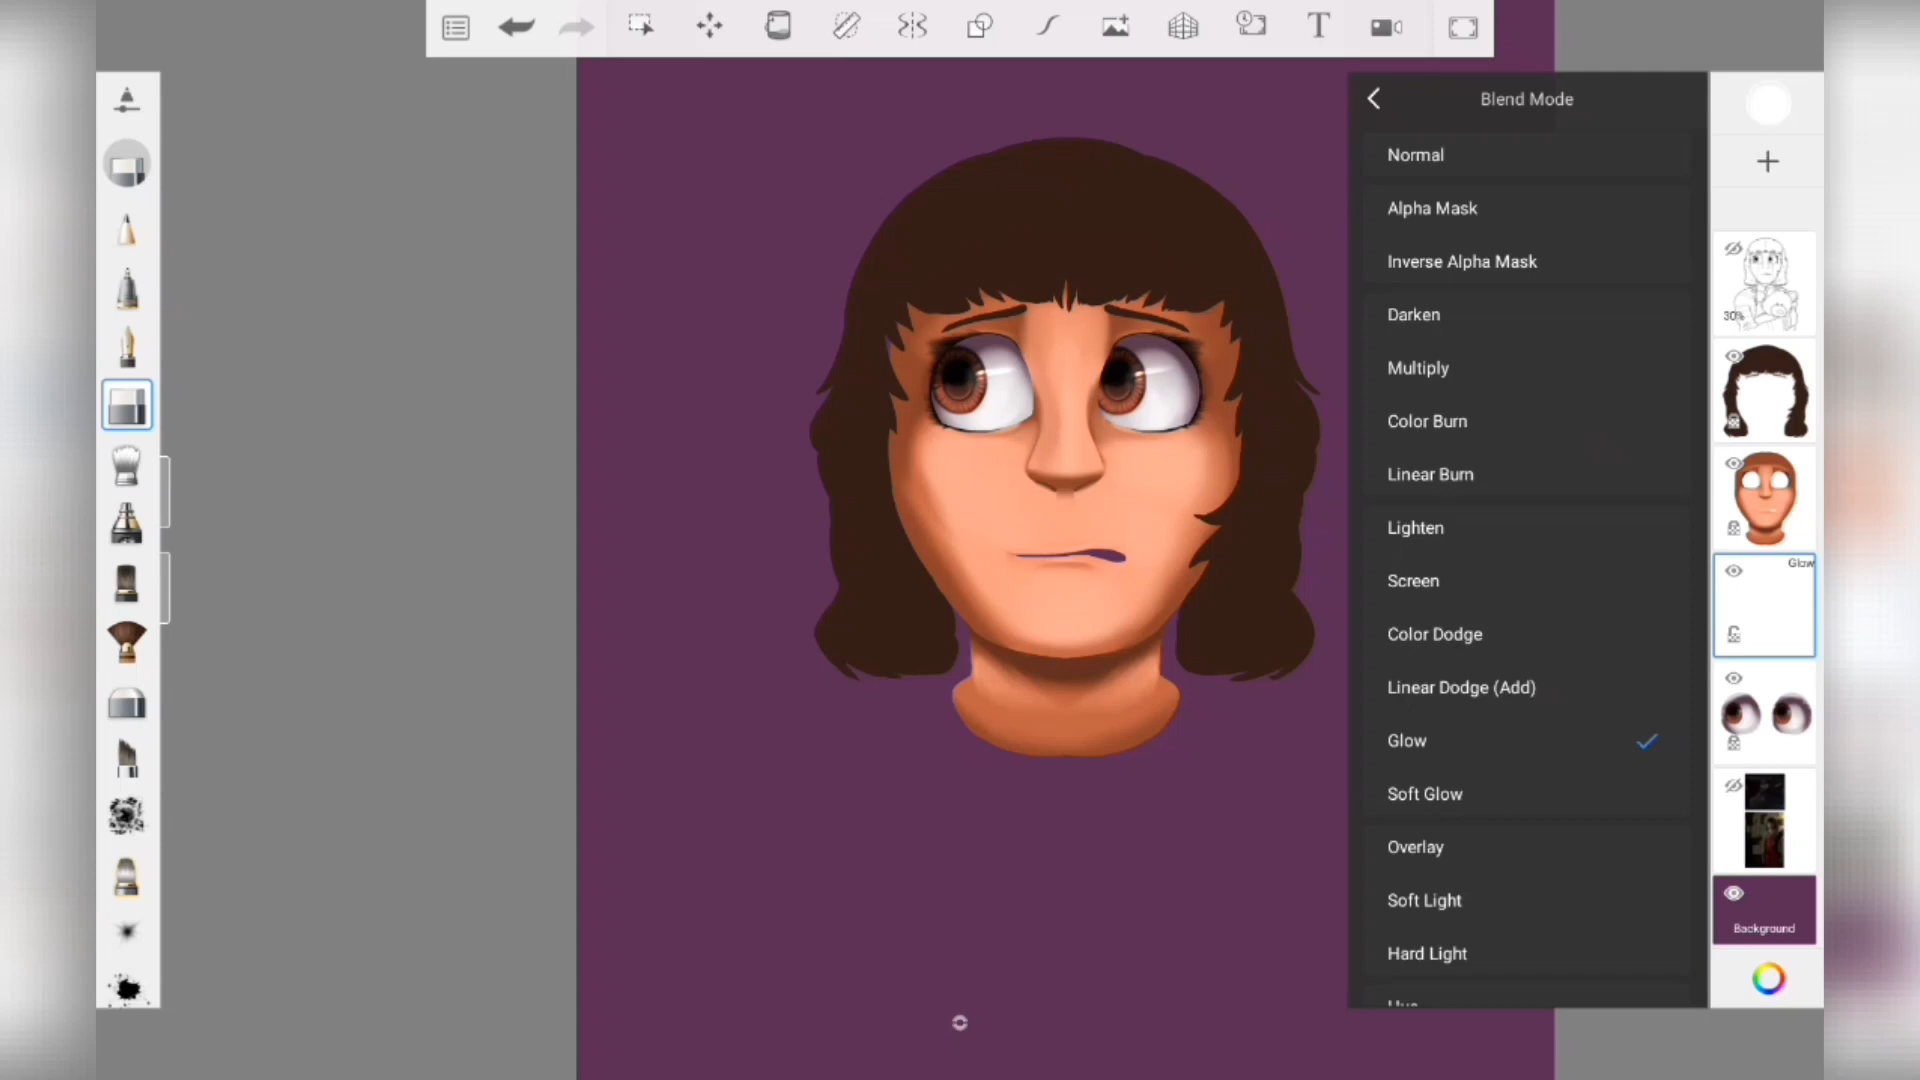 T
Blend Mode
Normal
Alpha Mask
Inverse Alpha Mask
30%
Darken
Multiply
Color Burn
Linear Burn
Lighten
Glow
Screen
Color Dodge
Linear Dodge (Add)
Glow
Soft Glow
Overlay
Soft Light
Background
Hard Light
Hue